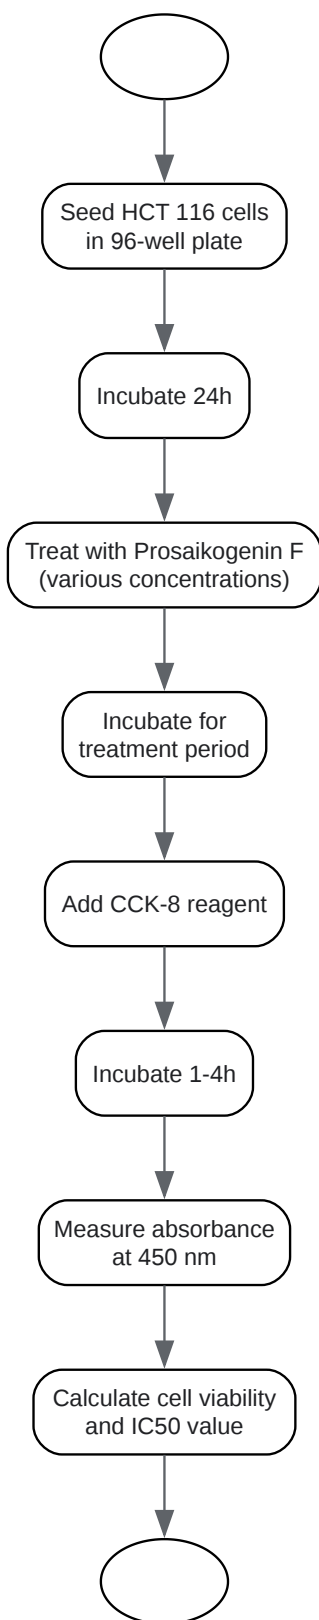 Seed HCT 116 cells
in 96-well plate
Incubate 24h
Treat with Prosaikogenin F
(various concentrations)
Incubate for
treatment period
Add CCK-8 reagent
Incubate 1-4h
Measure absorbance
at 450 nm
Calculate cell viability
and IC50 value